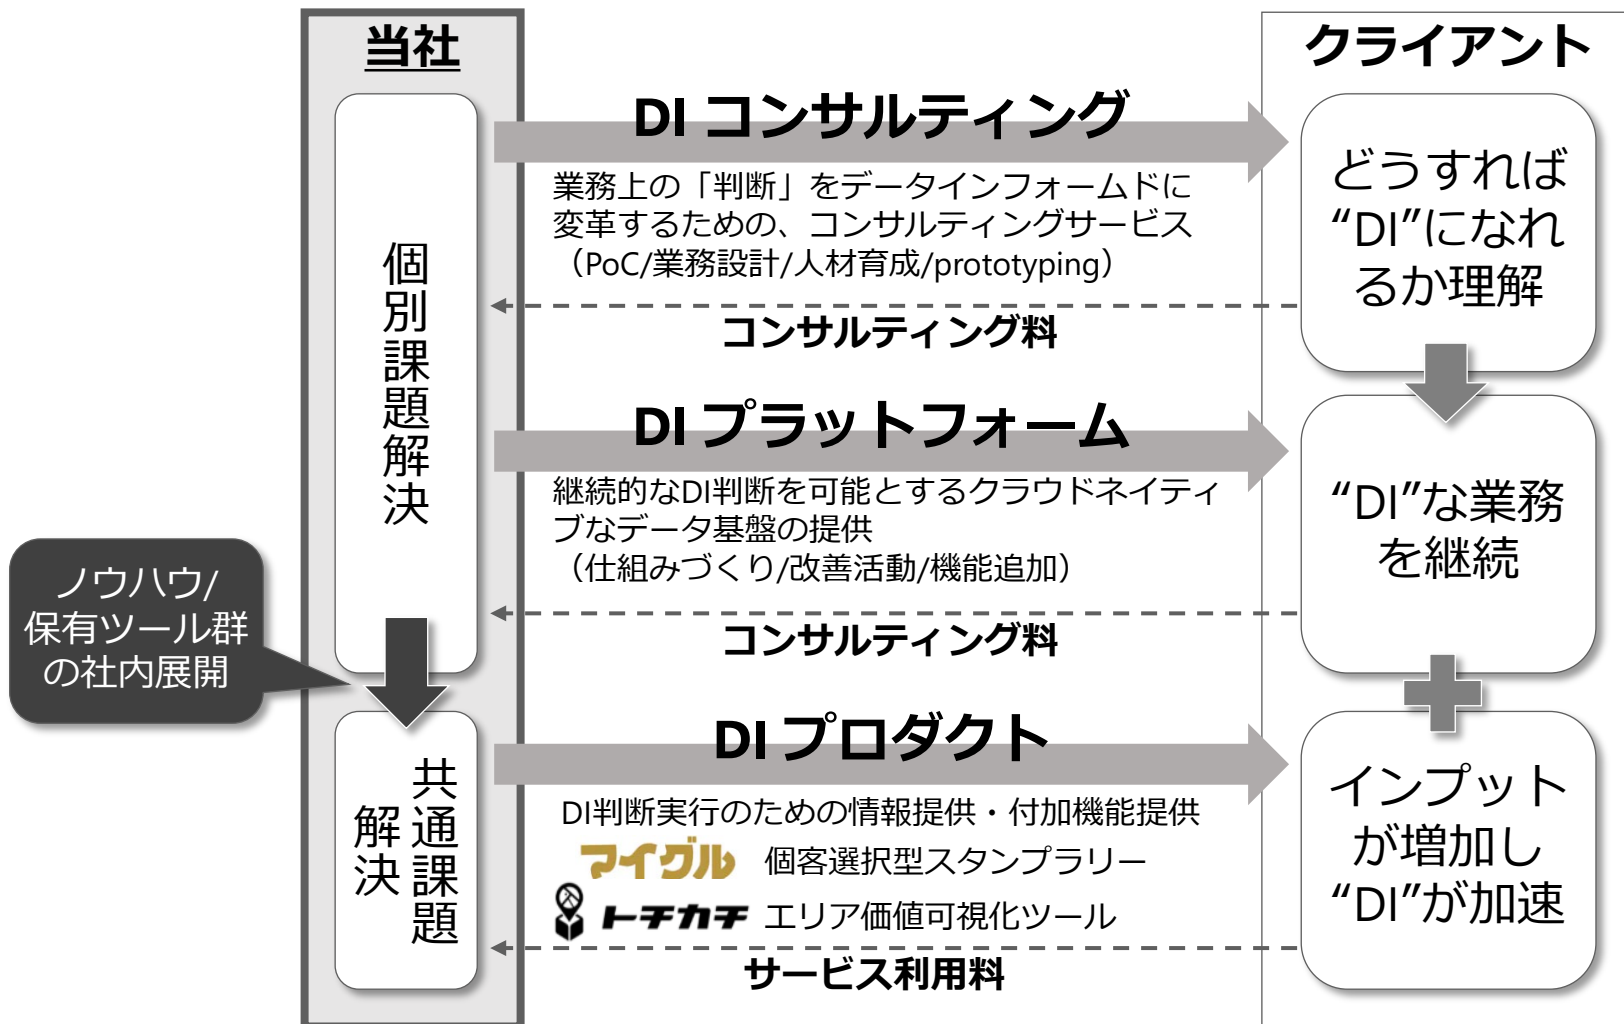 当社
クライアント
個別課題解決
DI コンサルティング
業務上の「判断」をデータインフォームドに
変革するための、コンサルティングサービス
（PoC/業務設計/人材育成/prototyping）
コンサルティング料
どうすれば
“DI”になれ
るか理解
DI プラットフォーム
継続的なDI判断を可能とするクラウドネイティ
ブなデータ基盤の提供
（仕組みづくり/改善活動/機能追加）
コンサルティング料
“DI”な業務
を継続
ノウハウ/
保有ツール群
の社内展開
共通課題
解決
DI プロダクト
DI判断実行のための情報提供・付加機能提供
マイグル 個客選択型スタンプラリー
トチカチ エリア価値可視化ツール
サービス利用料
インプット
が増加し
“DI”が加速